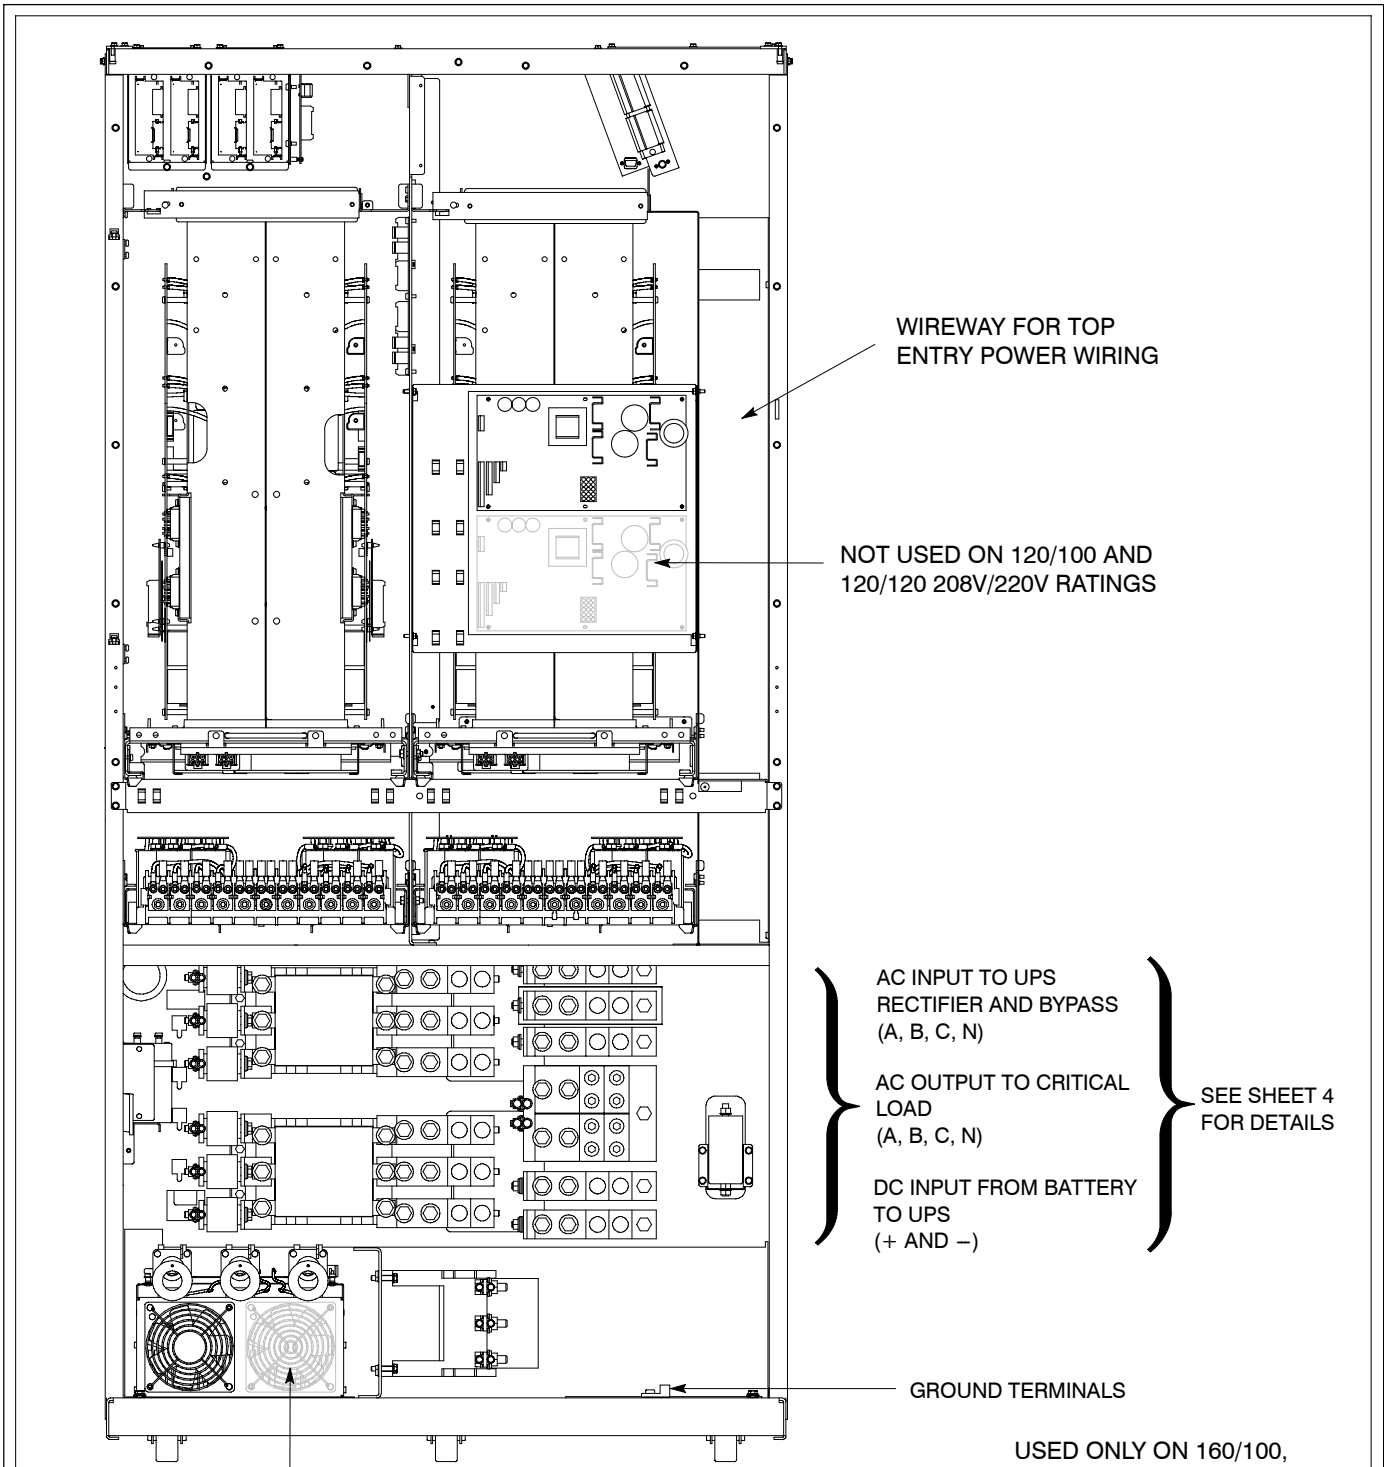 WIREWAY FOR TOP
ENTRY POWER WIRING
NOT USED ON 120/100 AND
120/120 208V/220V RATINGS
AC INPUT TO UPS
RECTIFIER AND BYPASS
(A, B, C, N)
AC OUTPUT TO CRITICAL
LOAD
(A, B, C, N)
DC INPUT FROM BATTERY
TO UPS
(+ AND −)
SEE SHEET 4
FOR DETAILS
GROUND TERMINALS
USED ONLY ON 160/100,